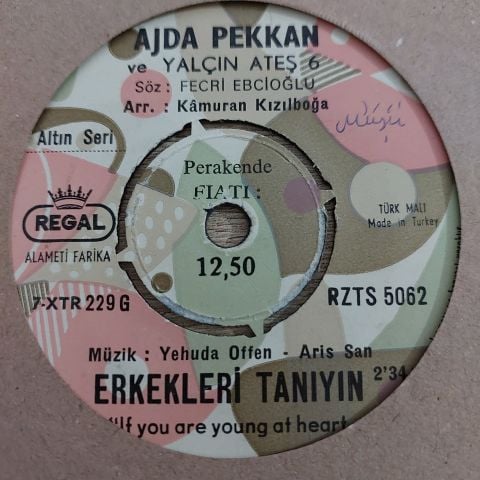 AJDA PEKKAN
ve YALÇIN ATEŞ 6
Söz : FECRİ EBCİOĞLU
Arr. : Kâmuran Kızılboğa
Altın Seri
REGAL
ALAMETİ FARİKA
Perakende
FİATI :
12,50
TÜRK MALI
Made in Turkey
7-XTR 229 G
RZTS 5062
Müzik : Yehuda Offen - Aris San
ERKEKLERİ TANIYIN 2'34
"If you are young at heart